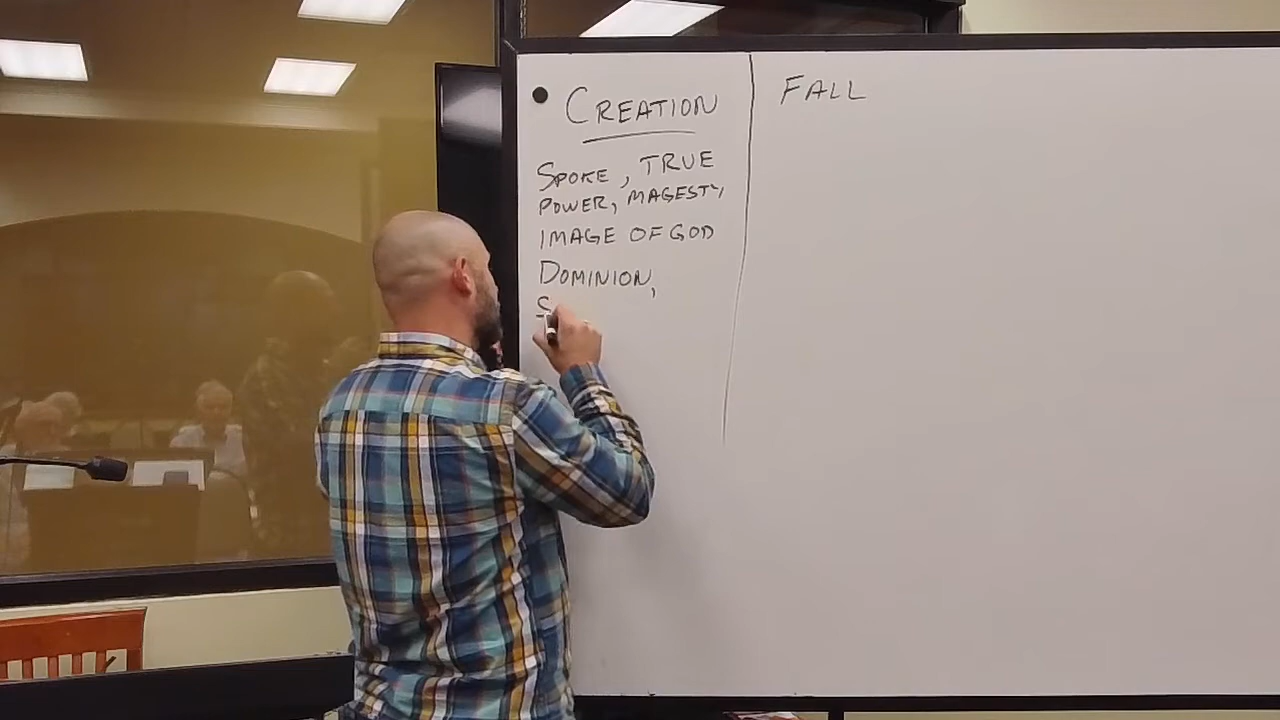 CREATION
SPOKE, TRUE
POWER, MAGESTY,
IMAGE OF GOD
DOMINION,
S
FALL